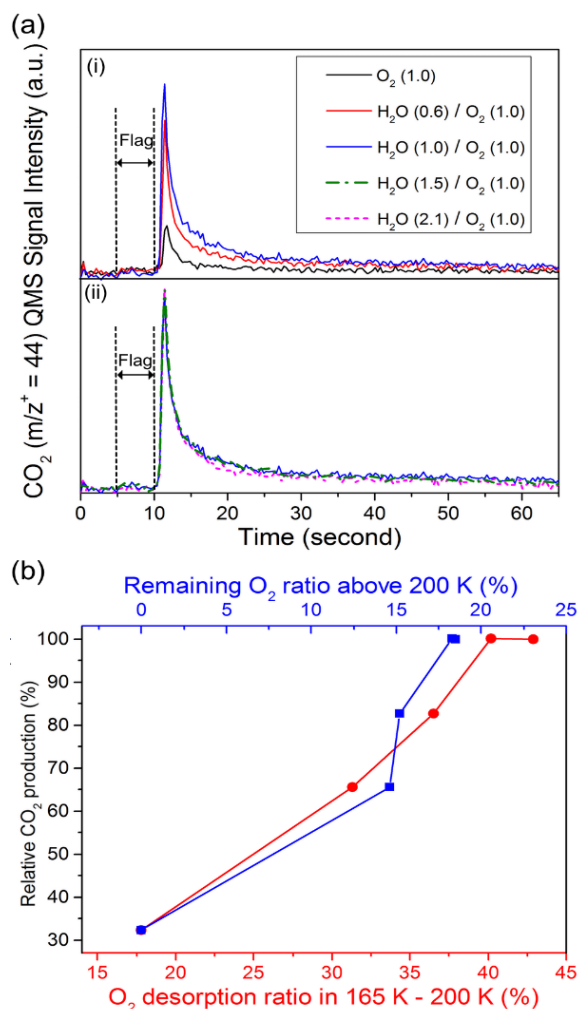 (a)
(i)
Flag
O₂ (1.0)
H₂O (0.6) / O₂ (1.0)
H₂O (1.0) / O₂ (1.0)
H₂O (1.5) / O₂ (1.0)
H₂O (2.1) / O₂ (1.0)
(ii)
Flag
CO₂ (m/z⁺ = 44) QMS Signal Intensity (a.u.)
0 10 20 30 40 50 60
Time (second)
(b)
Remaining O₂ ratio above 200 K (%)
0 5 10 15 20 25
100
90
80
70
60
50
40
30
Relative CO₂ production (%)
15 20 25 30 35 40 45
O₂ desorption ratio in 165 K - 200 K (%)